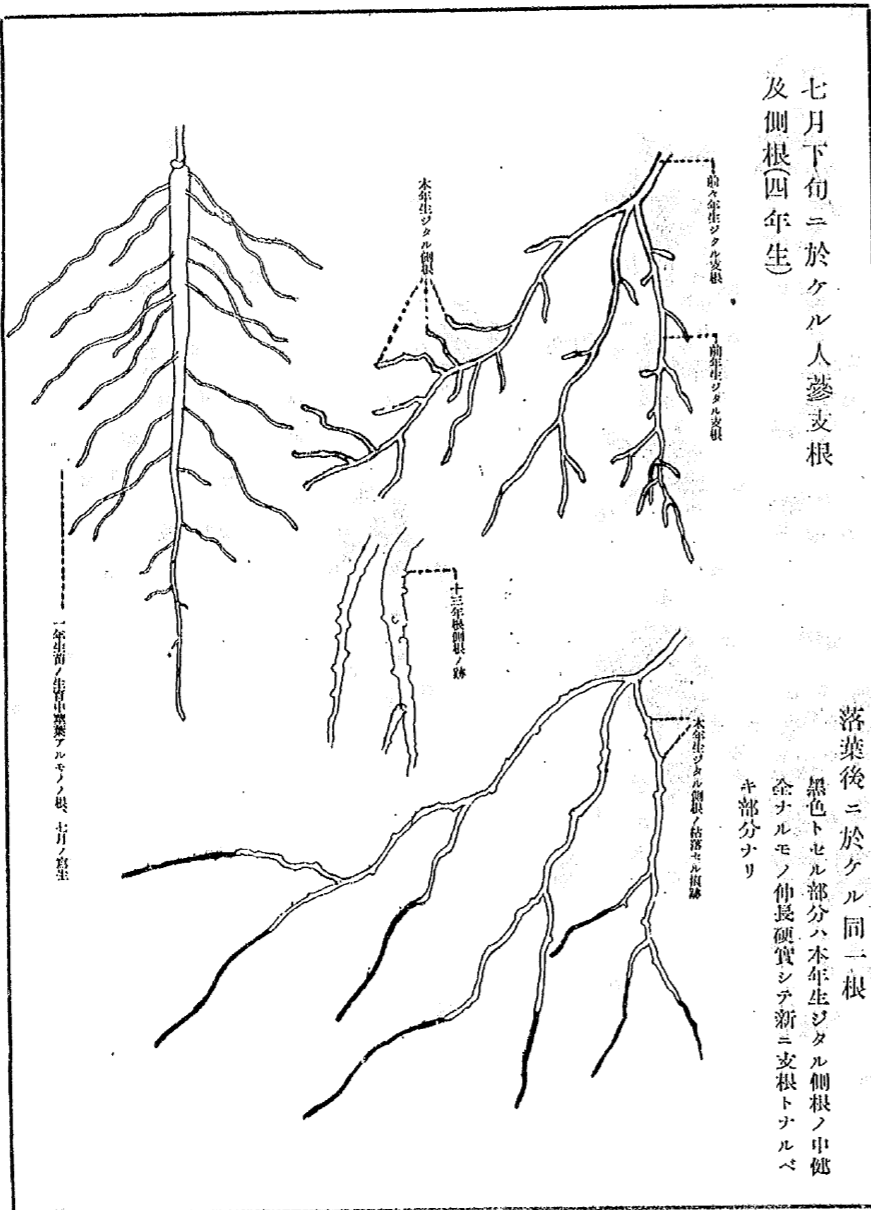 七月下旬ニ於ケル人蔘支根
及側根(四年生)
前々年生ジタル支根
前年生ジタル支根
本年生ジタル側根
十三年根側根ノ跡
一年生苗ノ生育中莖葉アルモノノ根、七月ノ寫生
落葉後ニ於ケル同一根
黑色トセル部分ハ本年生ジタル側根ノ中健
全ナルモノ伸長硬實シテ新ニ支根トナルベ
キ部分ナリ
本年生ジタル側根ノ枯落セル痕跡